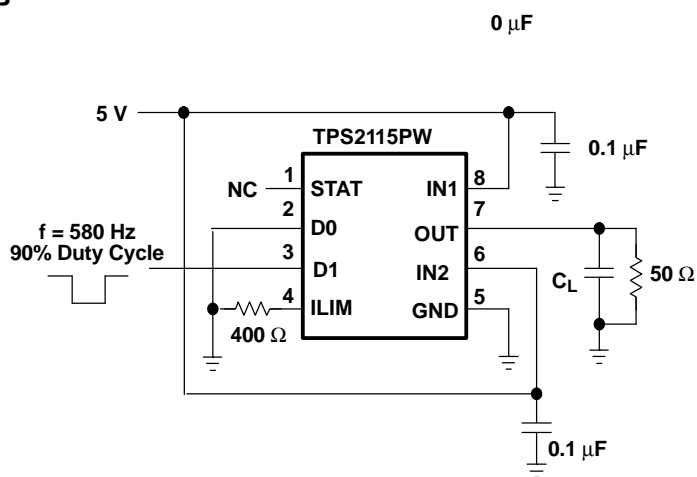 0 μF
5 V
TPS2115PW
0.1 μF
NC
1
STAT
IN1
8
2
D0
OUT
7
f = 580 Hz
90% Duty Cycle
3
D1
IN2
6
CL
50 Ω
4
ILIM
GND
5
400 Ω
0.1 μF